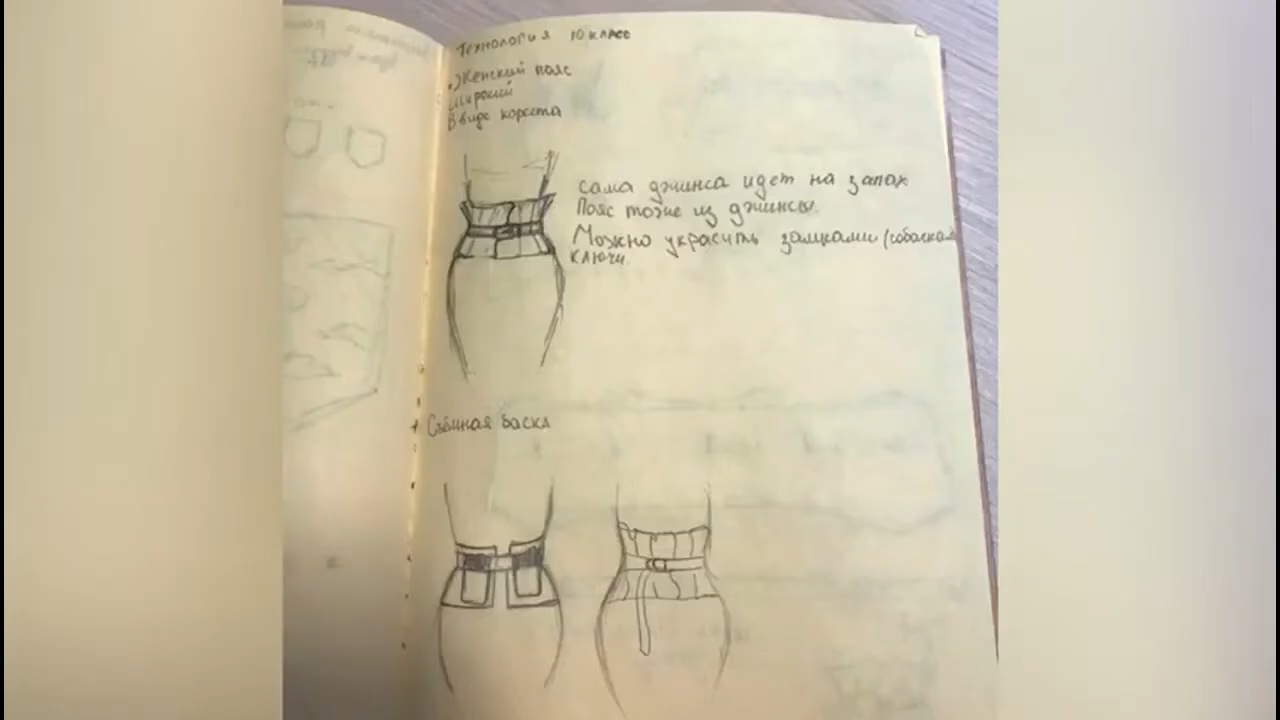 Технология 10 класс
Женский пояс
Широкий
В виде корсета
сама джинса идет на запах
Пояс тоже из джинсы.
Можно украсить замками (собаками
ключи.
Съёмная баска